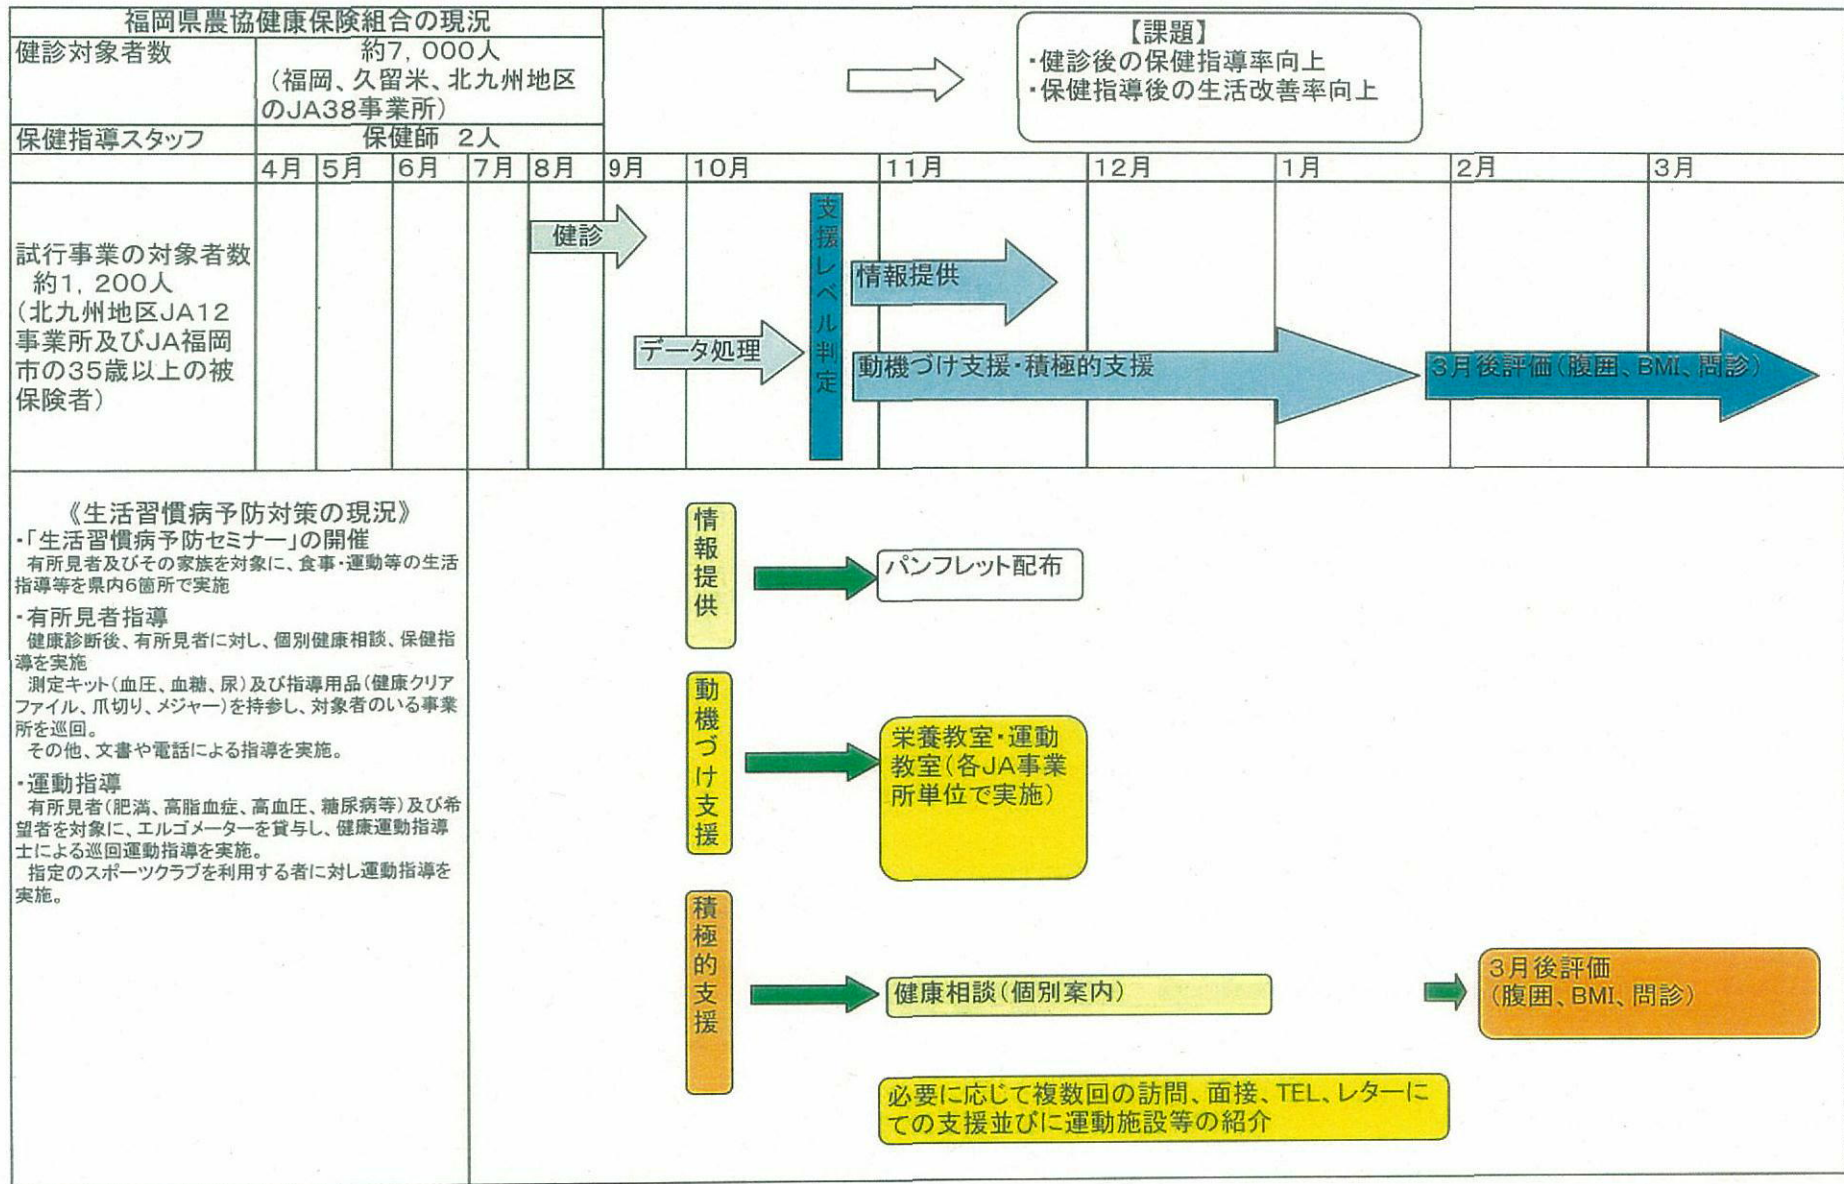 福岡県農協健康保険組合の現況
健診対象者数
約7,000人
(福岡、久留米、北九州地区
のJA38事業所)
保健指導スタッフ
保健師 2人
【課題】
・健診後の保健指導率向上
・保健指導後の生活改善率向上
4月 5月 6月 7月 8月 9月 10月 11月 12月 1月 2月 3月
試行事業の対象者数
約1,200人
(北九州地区JA12
事業所及びJA福岡
市の35歳以上の被
保険者)
健診
データ処理
支援レベル判定
情報提供
動機づけ支援・積極的支援
3月後評価(腹囲、BMI、問診)
《生活習慣病予防対策の現況》
・「生活習慣病予防セミナー」の開催
有所見者及びその家族を対象に、食事・運動等の生活
指導等を県内6箇所で実施
・有所見者指導
健康診断後、有所見者に対し、個別健康相談、保健指
導を実施
測定キット(血圧、血糖、尿)及び指導用品(健康クリア
ファイル、爪切り、メジャー)を持参し、対象者のいる事業
所を巡回。
その他、文書や電話による指導を実施。
・運動指導
有所見者(肥満、高脂血症、高血圧、糖尿病等)及び希
望者を対象に、エルゴメーターを貸与し、健康運動指導
士による巡回運動指導を実施。
指定のスポーツクラブを利用する者に対し運動指導を
実施。
情報提供
パンフレット配布
動機づけ支援
栄養教室・運動
教室(各JA事業
所単位で実施)
積極的支援
健康相談(個別案内)
3月後評価
(腹囲、BMI、問診)
必要に応じて複数回の訪問、面接、TEL、レターに
ての支援並びに運動施設等の紹介